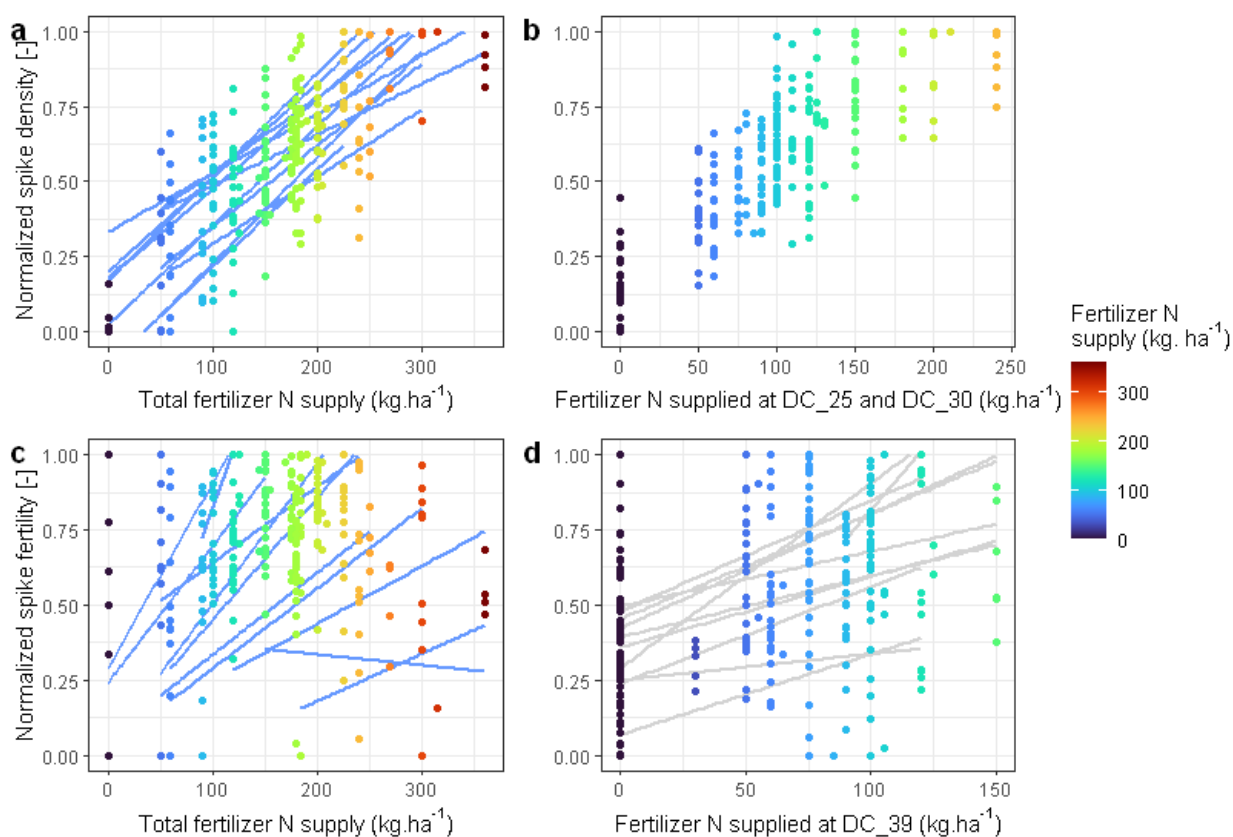 a
Normalized spike density [-]
1.00
0.75
0.50
0.25
0.00
0 100 200 300
Total fertilizer N supply (kg.ha⁻¹)
b
1.00
0.75
0.50
0.25
0.00
0 50 100 150 200 250
Fertilizer N supplied at DC_25 and DC_30 (kg.ha⁻¹)
c
Normalized spike fertility [-]
1.00
0.75
0.50
0.25
0.00
0 100 200 300
Total fertilizer N supply (kg.ha⁻¹)
d
1.00
0.75
0.50
0.25
0.00
0 50 100 150
Fertilizer N supplied at DC_39 (kg.ha⁻¹)
Fertilizer N
supply (kg. ha⁻¹)
300
200
100
0